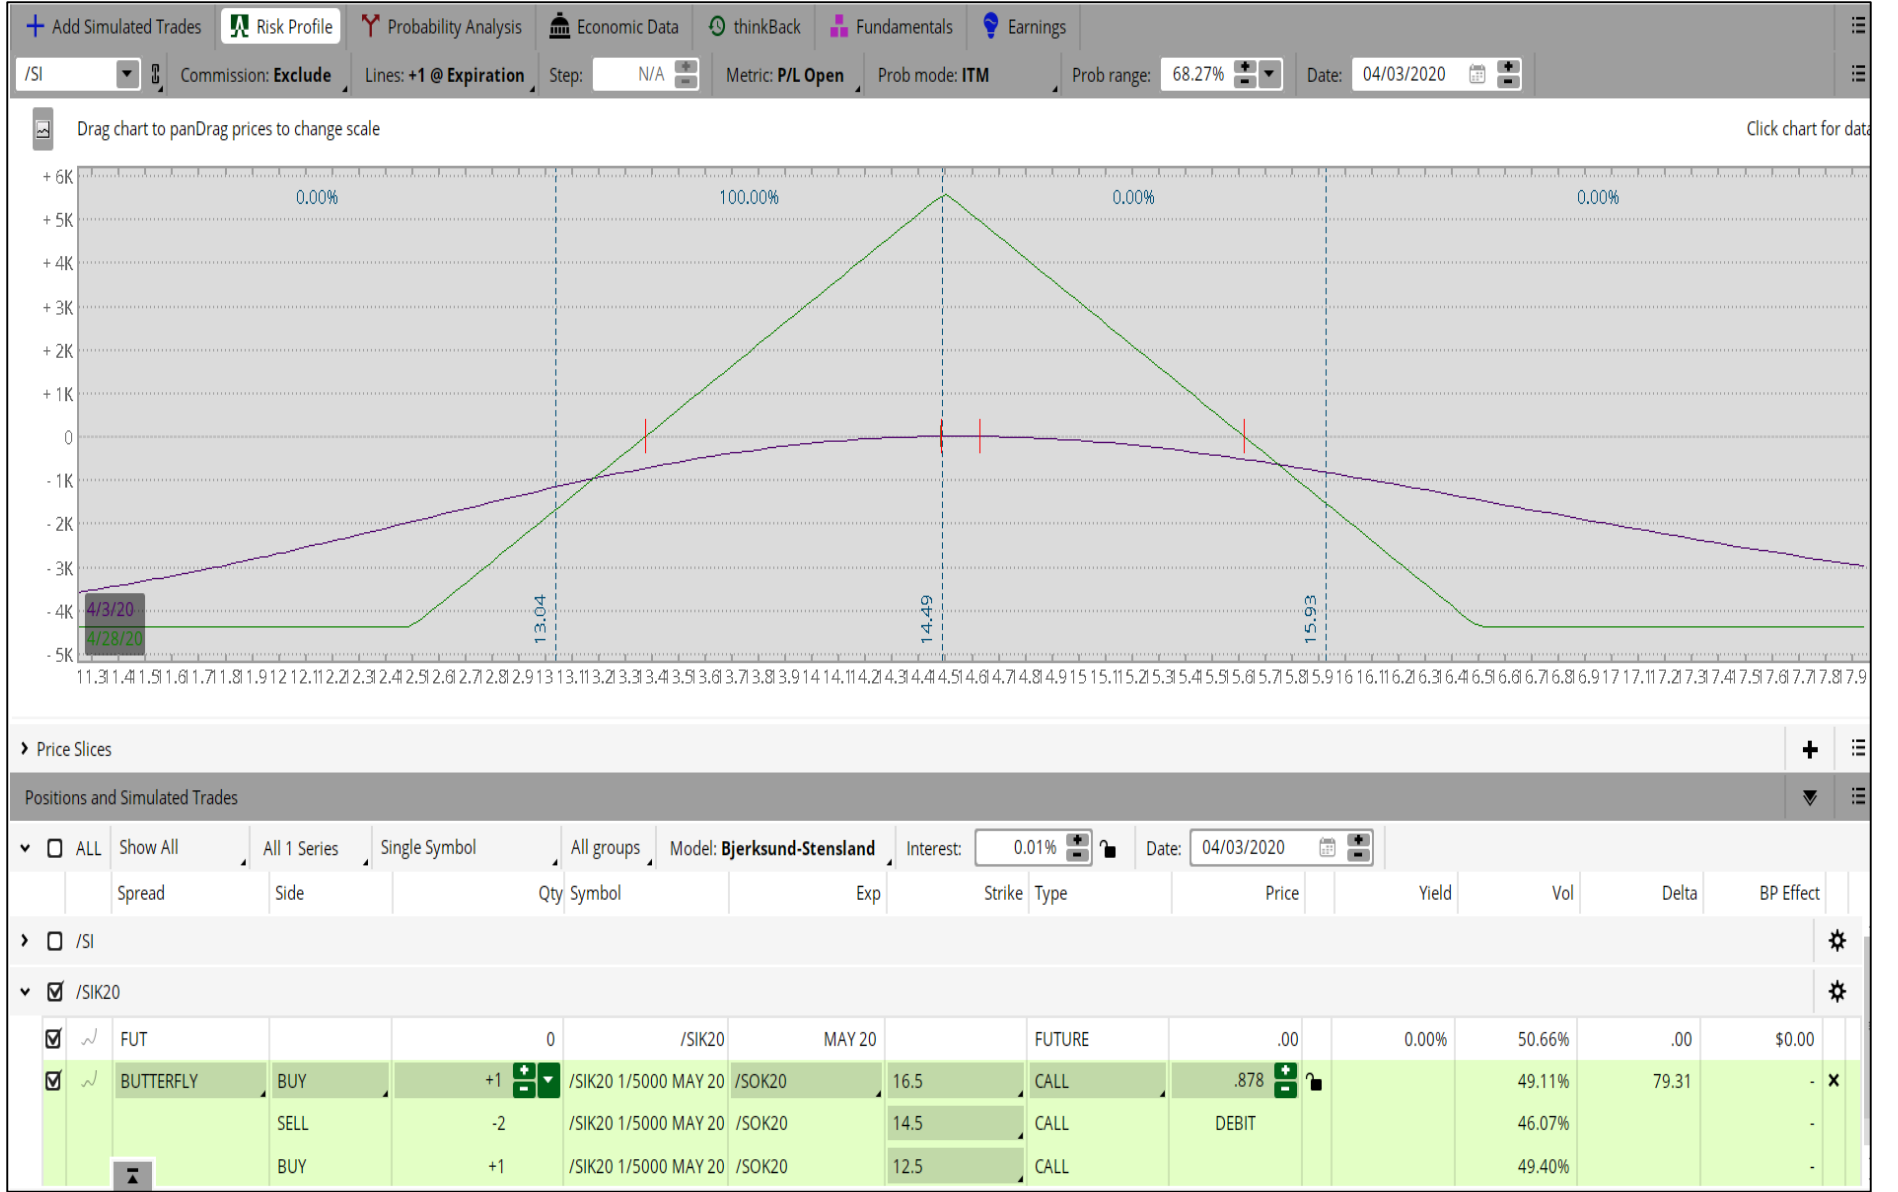 Add Simulated Trades Risk Profile Probability Analysis Economic Data thinkBack Fundamentals Earnings
/SI Commission: Exclude Lines: +1 @ Expiration Step: N/A Metric: P/L Open Prob mode: ITM Prob range: 68.27% Date: 04/03/2020
Drag chart to panDrag prices to change scale Click chart for data
+ 6K
0.00% 100.00% 0.00% 0.00%
+ 5K
+ 4K
+ 3K
+ 2K
+ 1K
0
- 1K
- 2K
- 3K
- 4K
4/3/20
4/28/20
13.04 14.49 15.93
- 5K
11.3 11.4 11.5 11.6 11.7 11.8 11.9 12 12.1 12.2 12.3 12.4 12.5 12.6 12.7 12.8 12.9 13 13.1 13.2 13.3 13.4 13.5 13.6 13.7 13.8 13.9 14 14.1 14.2 14.3 14.4 14.5 14.6 14.7 14.8 14.9 15 15.1 15.2 15.3 15.4 15.5 15.6 15.7 15.8 15.9 16 16.1 16.2 16.3 16.4 16.5 16.6 16.7 16.8 16.9 17 17.1 17.2 17.3 17.4 17.5 17.6 17.7 17.8 17.9
Price Slices
Positions and Simulated Trades
ALL Show All All 1 Series Single Symbol All groups Model: Bjerksund-Stensland Interest: 0.01% Date: 04/03/2020
Spread Side Qty Symbol Exp Strike Type Price Yield Vol Delta BP Effect
/SI
/SIK20
FUT 0 /SIK20 MAY 20 FUTURE .00 0.00% 50.66% .00 $0.00
BUTTERFLY BUY +1 /SIK20 1/5000 MAY 20 /SOK20 16.5 CALL .878 49.11% 79.31 -
SELL -2 /SIK20 1/5000 MAY 20 /SOK20 14.5 CALL DEBIT 46.07% -
BUY +1 /SIK20 1/5000 MAY 20 /SOK20 12.5 CALL 49.40% -